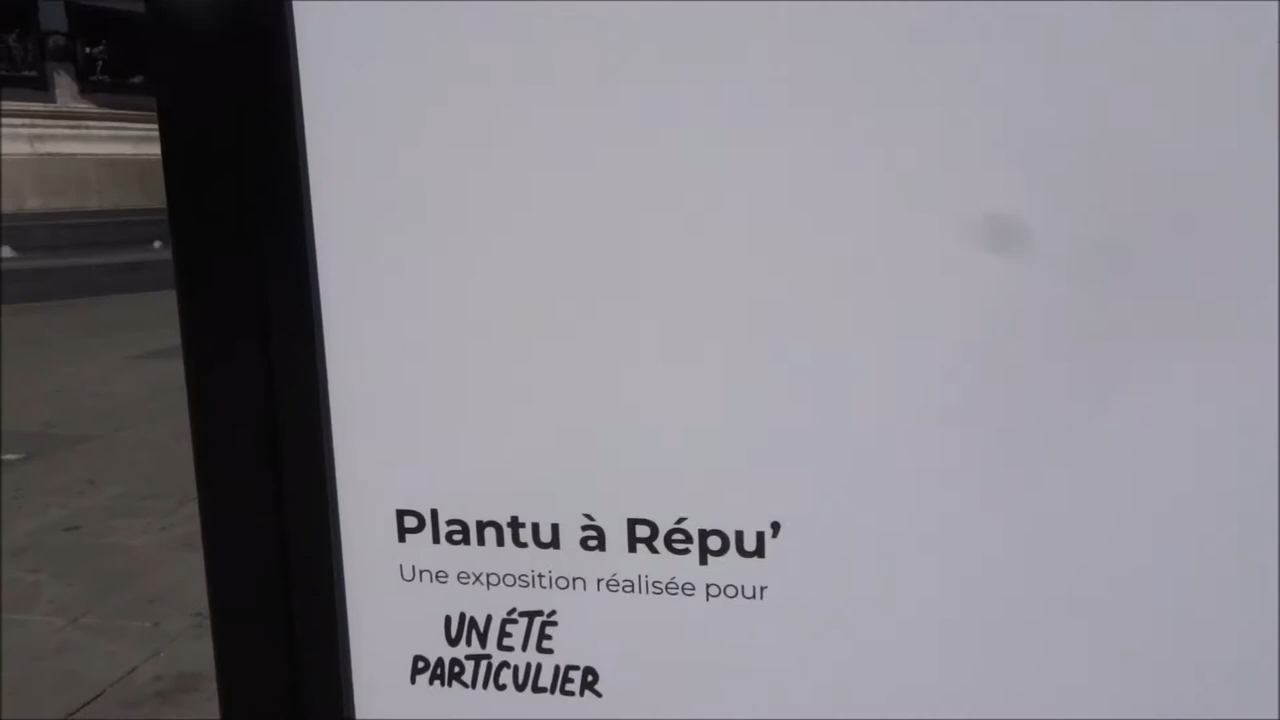 Plantu à Répu’
Une exposition réalisée pour
UN ÉTÉ
PARTICULIER